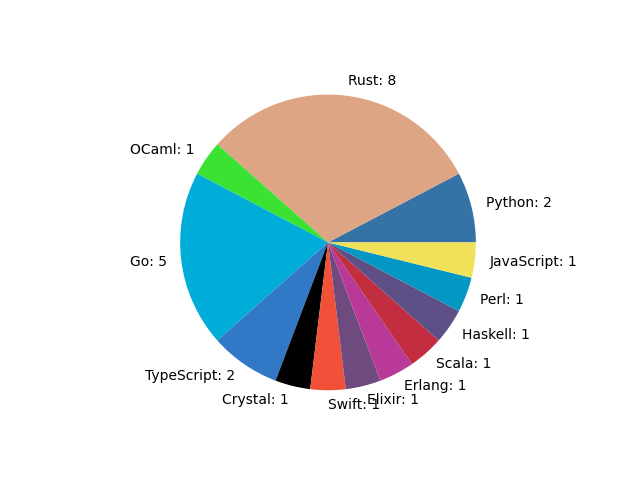 Rust: 8
OCaml: 1
Python: 2
Go: 5
JavaScript: 1
Perl: 1
Haskell: 1
Scala: 1
TypeScript: 2
Erlang: 1
Crystal: 1
Swift: 1
Elixir: 1